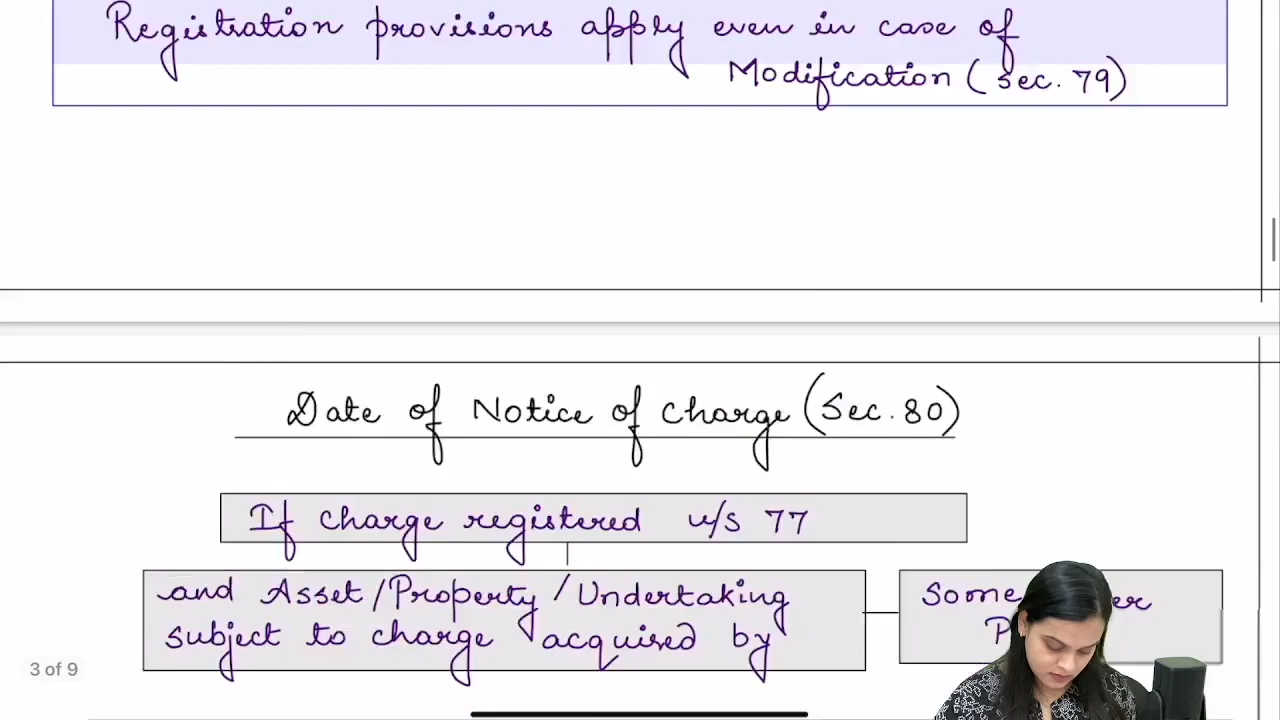 Registration provisions apply even in case of
Modification (Sec. 79)
Date of Notice of charge (Sec. 80)
If charge registered u/s 77
and Asset/Property/Undertaking
subject to charge acquired by
Some
3 of 9